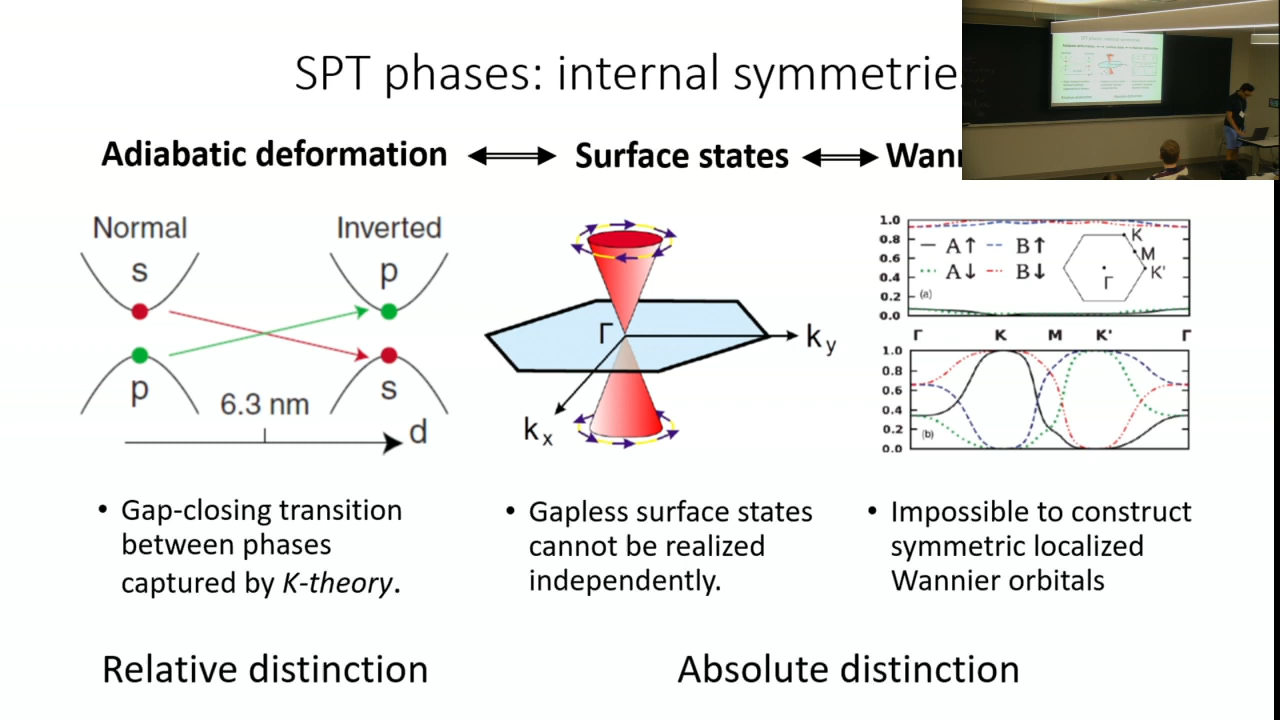 SPT phases: internal symmetries
Adiabatic deformation
Surface states
Normal
Inverted
s
p
p
s
6.3 nm
d
Γ
k_y
k_x
1.0
0.8
0.6
0.4
0.2
0.0
A↑
B↑
A↓
B↓
(a)
K
M
K'
Γ
Γ
K
M
K'
Γ
1.0
0.8
0.6
0.4
0.2
0.0
(b)
• Gap-closing transition
between phases
captured by K-theory.
• Gapless surface states
cannot be realized
independently.
• Impossible to construct
symmetric localized
Wannier orbitals
Relative distinction
Absolute distinction